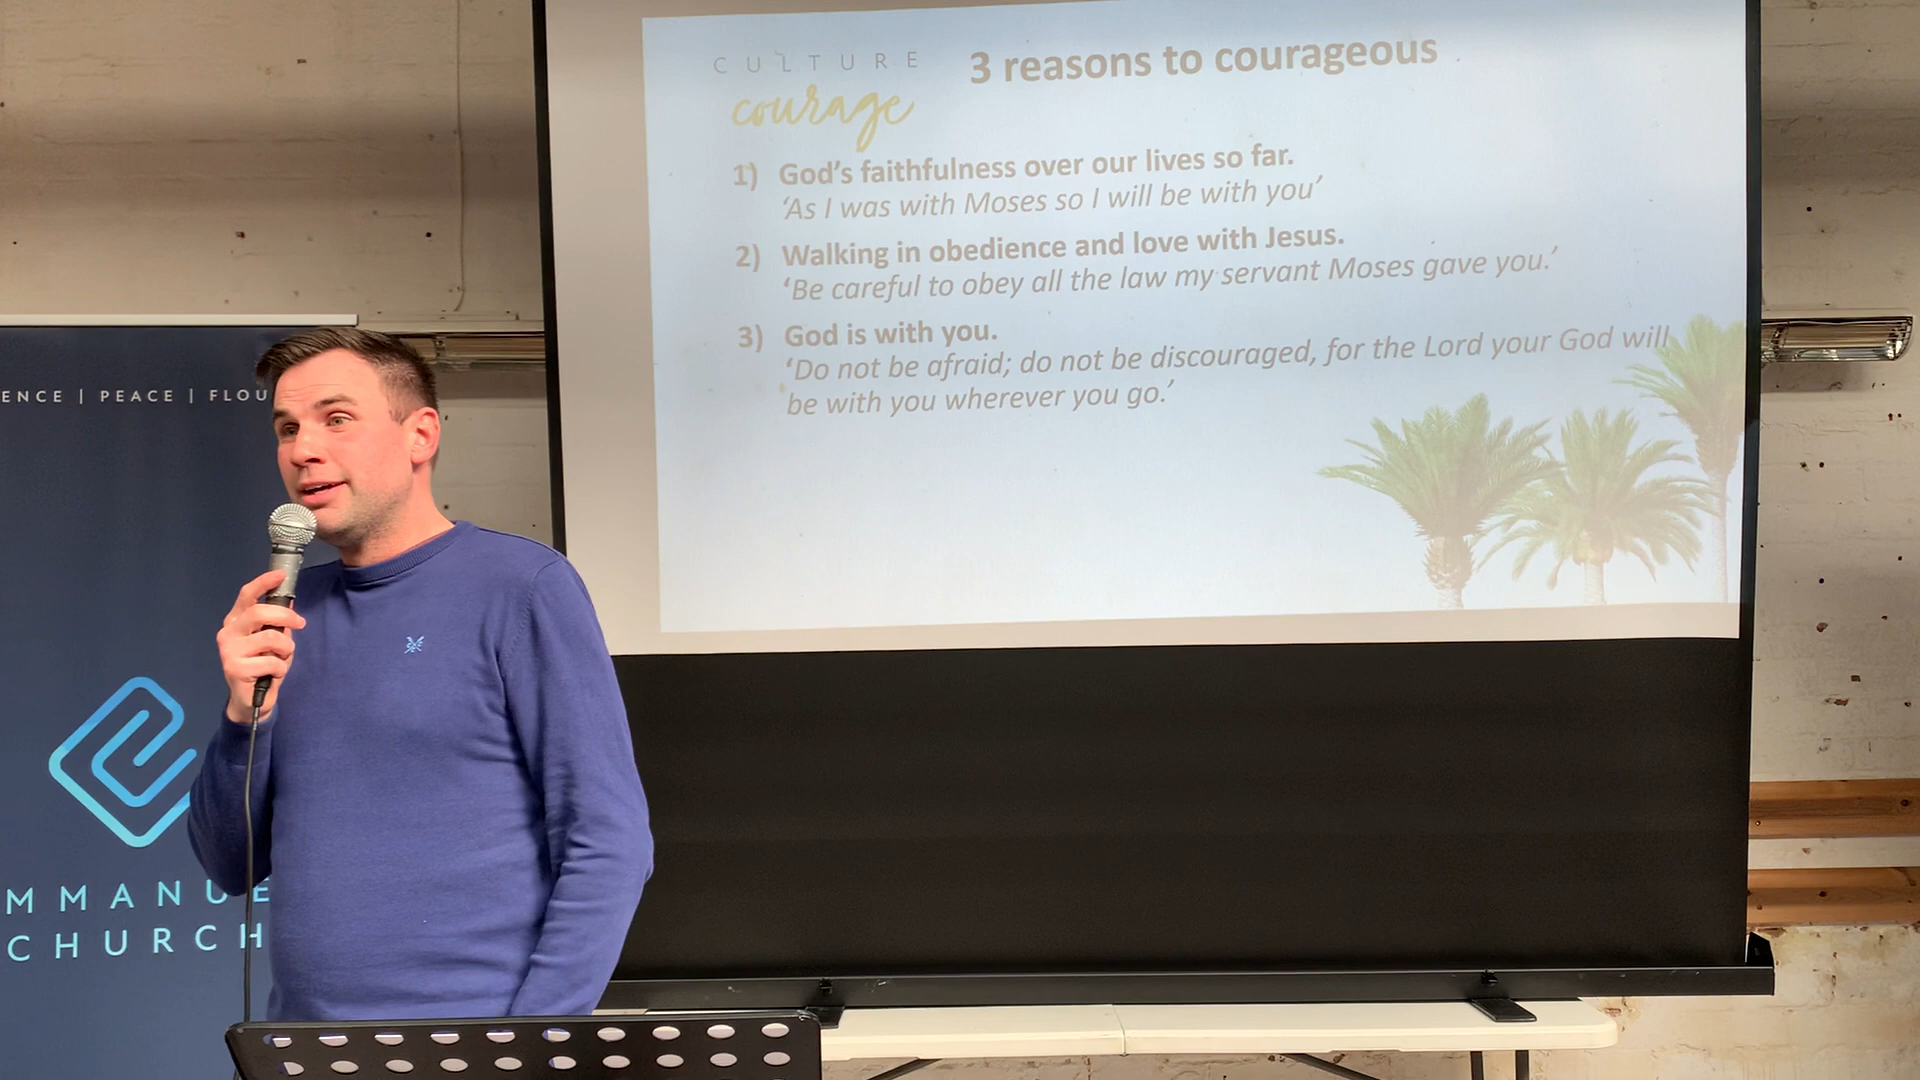 CULTURE
courage
3 reasons to courageous
1) God’s faithfulness over our lives so far.
‘As I was with Moses so I will be with you’
2) Walking in obedience and love with Jesus.
‘Be careful to obey all the law my servant Moses gave you.’
3) God is with you.
‘Do not be afraid; do not be discouraged, for the Lord your God will
be with you wherever you go.’
ENCE | PEACE | FLOU
MMANUE
CHURCH